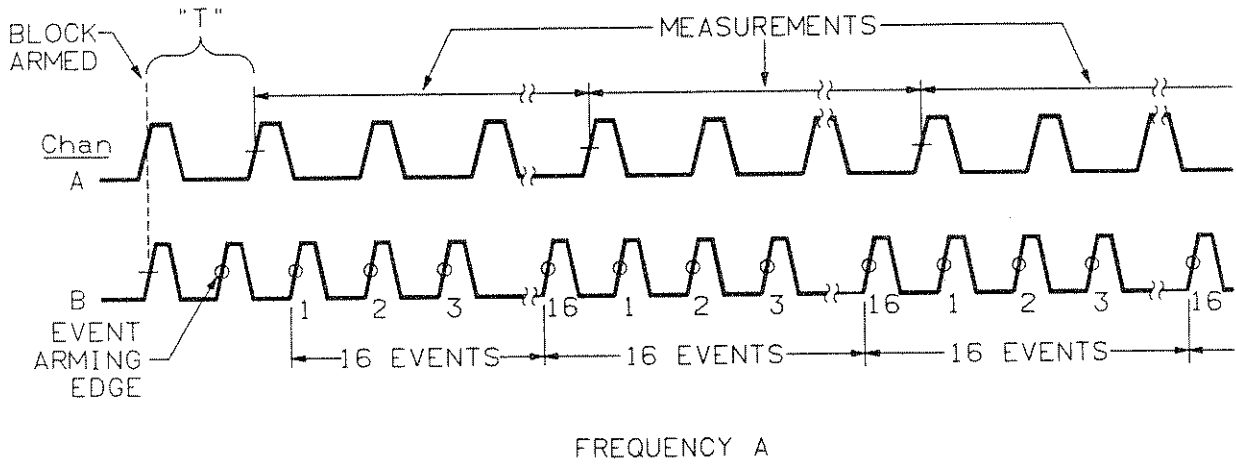 "T"
BLOCK ARMED
MEASUREMENTS
Chan
A
B
1 2 3 16 1 2 3 16 1 2 3 16
EVENT ARMING EDGE
16 EVENTS 16 EVENTS 16 EVENTS
FREQUENCY A